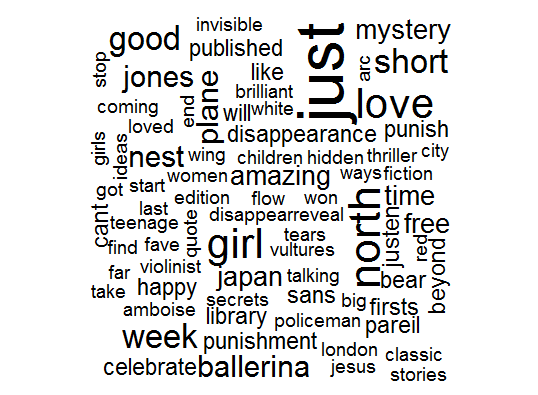 invisible
good published mystery
stop jones like just arc short
brilliant
coming end plane will white love
loved disappearance punish
girls ideas nest wing children hidden thriller city
women amazing ways fiction
got start edition flow won north time
cant last disappear reveal justen free
teenage quote girl tears red
find fave vultures beyond
far violinist japan talking bear
take happy secrets sans big firsts
amboise library policeman pareil
week punishment london classic
celebrate ballerina jesus stories